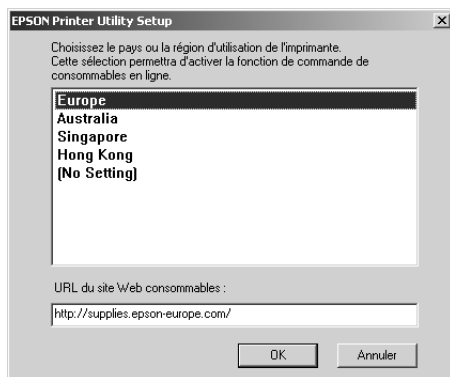 EPSON Printer Utility Setup
Choisissez le pays ou la région d'utilisation de l'imprimante.
Cette sélection permettra d'activer la fonction de commande de
consommables en ligne.
Europe
Australia
Singapore
Hong Kong
(No Setting)
URL du site Web consommables :
http://supplies.epson-europe.com/
OK
Annuler